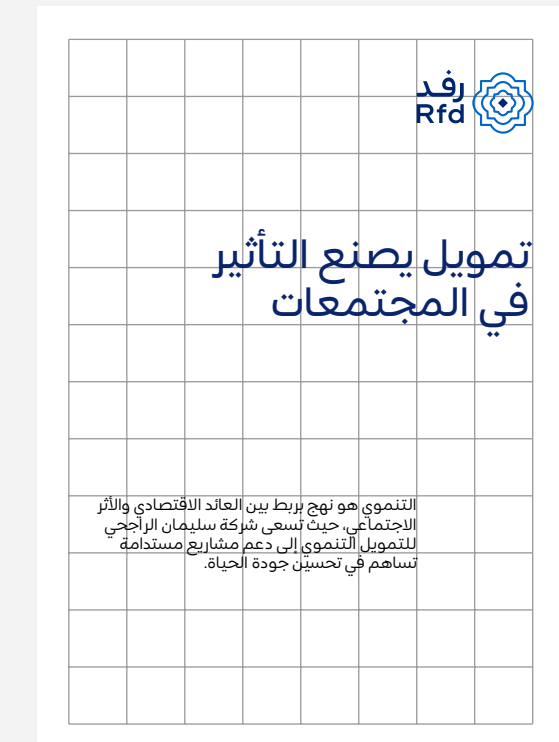 رفد
Rfd
تمويل يصنع التأثير
في المجتمعات
التنموي هو نهج يربط بين العائد الاقتصادي والأثر
الاجتماعي، حيث تسعى شركة سليمان الراجحي
للتمويل التنموي إلى دعم مشاريع مستدامة
تساهم في تحسين جودة الحياة.